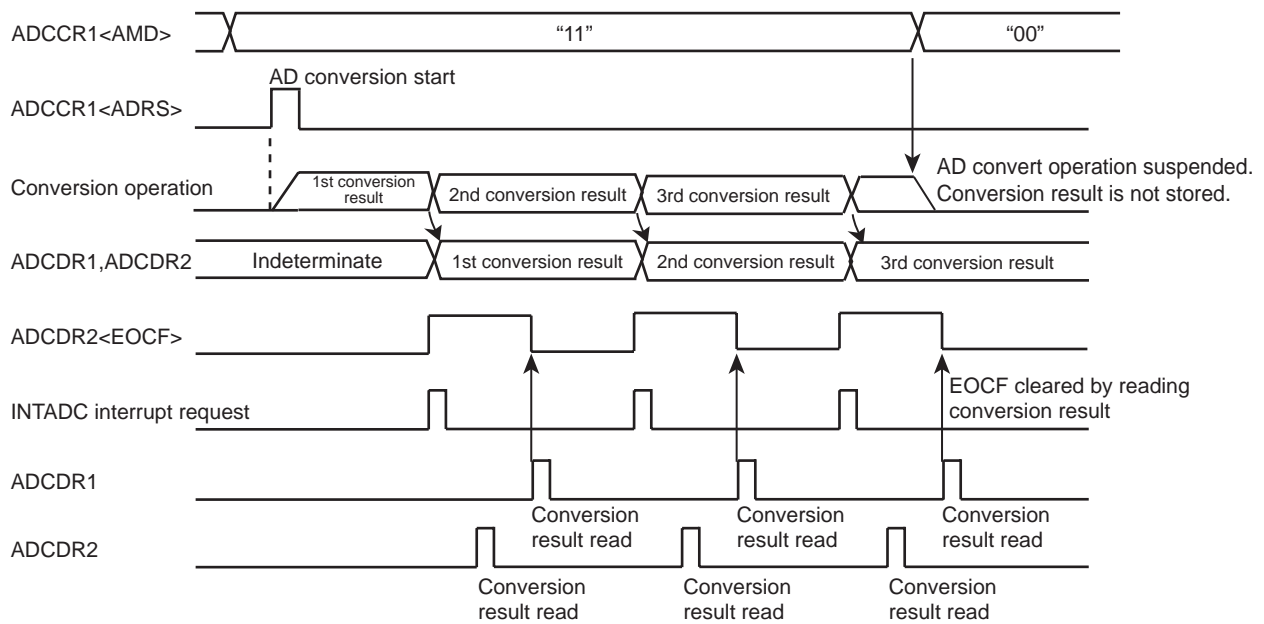 ADCCR1<AMD>
“11”
“00”
AD conversion start
ADCCR1<ADRS>
AD convert operation suspended.
Conversion result is not stored.
Conversion operation
1st conversion
result
2nd conversion result
3rd conversion result
ADCDR1,ADCDR2
Indeterminate
1st conversion result
2nd conversion result
3rd conversion result
ADCDR2<EOCF>
EOCF cleared by reading
conversion result
INTADC interrupt request
ADCDR1
Conversion
result read
Conversion
result read
Conversion
result read
ADCDR2
Conversion
result read
Conversion
result read
Conversion
result read